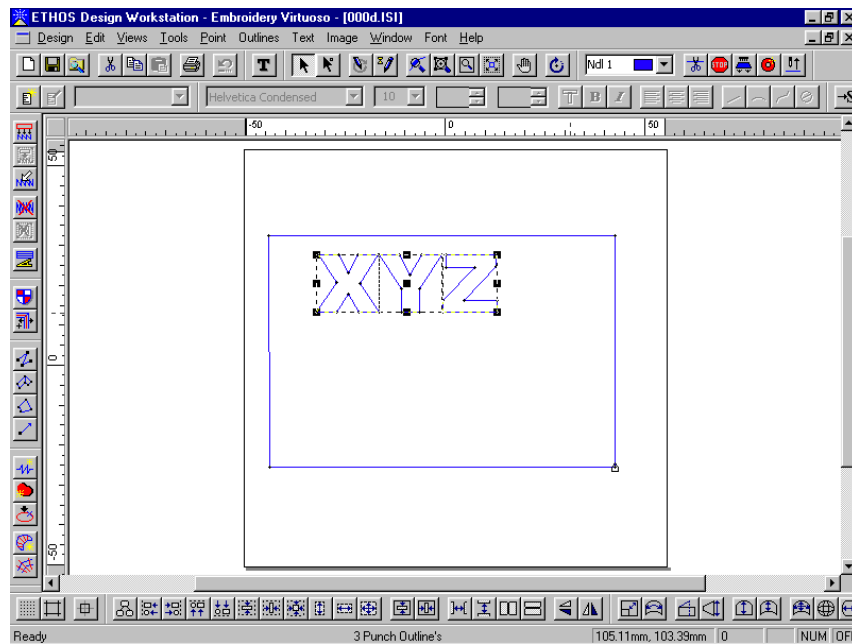 ETHOS Design Workstation - Embroidery Virtuoso - [000d.ISI]
Design Edit Views Tools Point Outlines Text Image Window Font Help
T Ndl 1 STOP
Helvetica Condensed 10 T B I
-50 0 50
50
0
-50
XYZ
Ready 3 Punch Outline's 105.11mm, 103.39mm 0 NUM